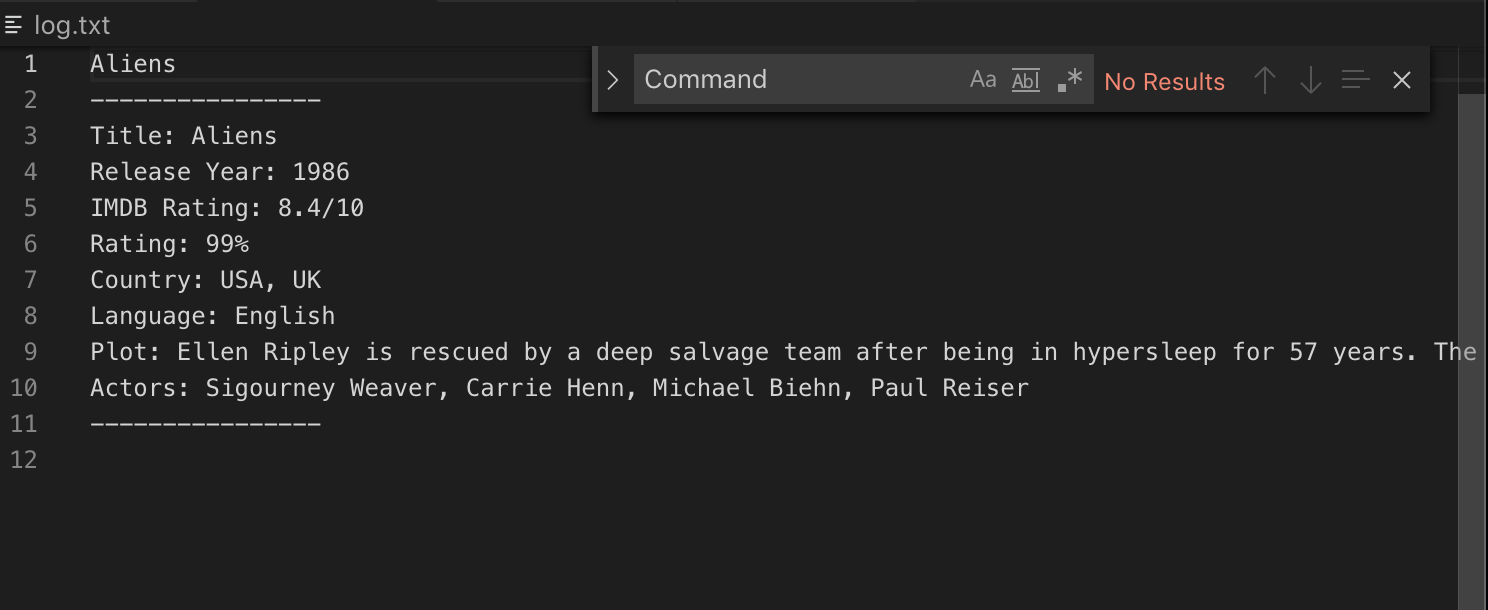 log.txt
Command Aa Abl .* No Results
1 Aliens
2 ----------------
3 Title: Aliens
4 Release Year: 1986
5 IMDB Rating: 8.4/10
6 Rating: 99%
7 Country: USA, UK
8 Language: English
9 Plot: Ellen Ripley is rescued by a deep salvage team after being in hypersleep for 57 years. The
10 Actors: Sigourney Weaver, Carrie Henn, Michael Biehn, Paul Reiser
11 ----------------
12